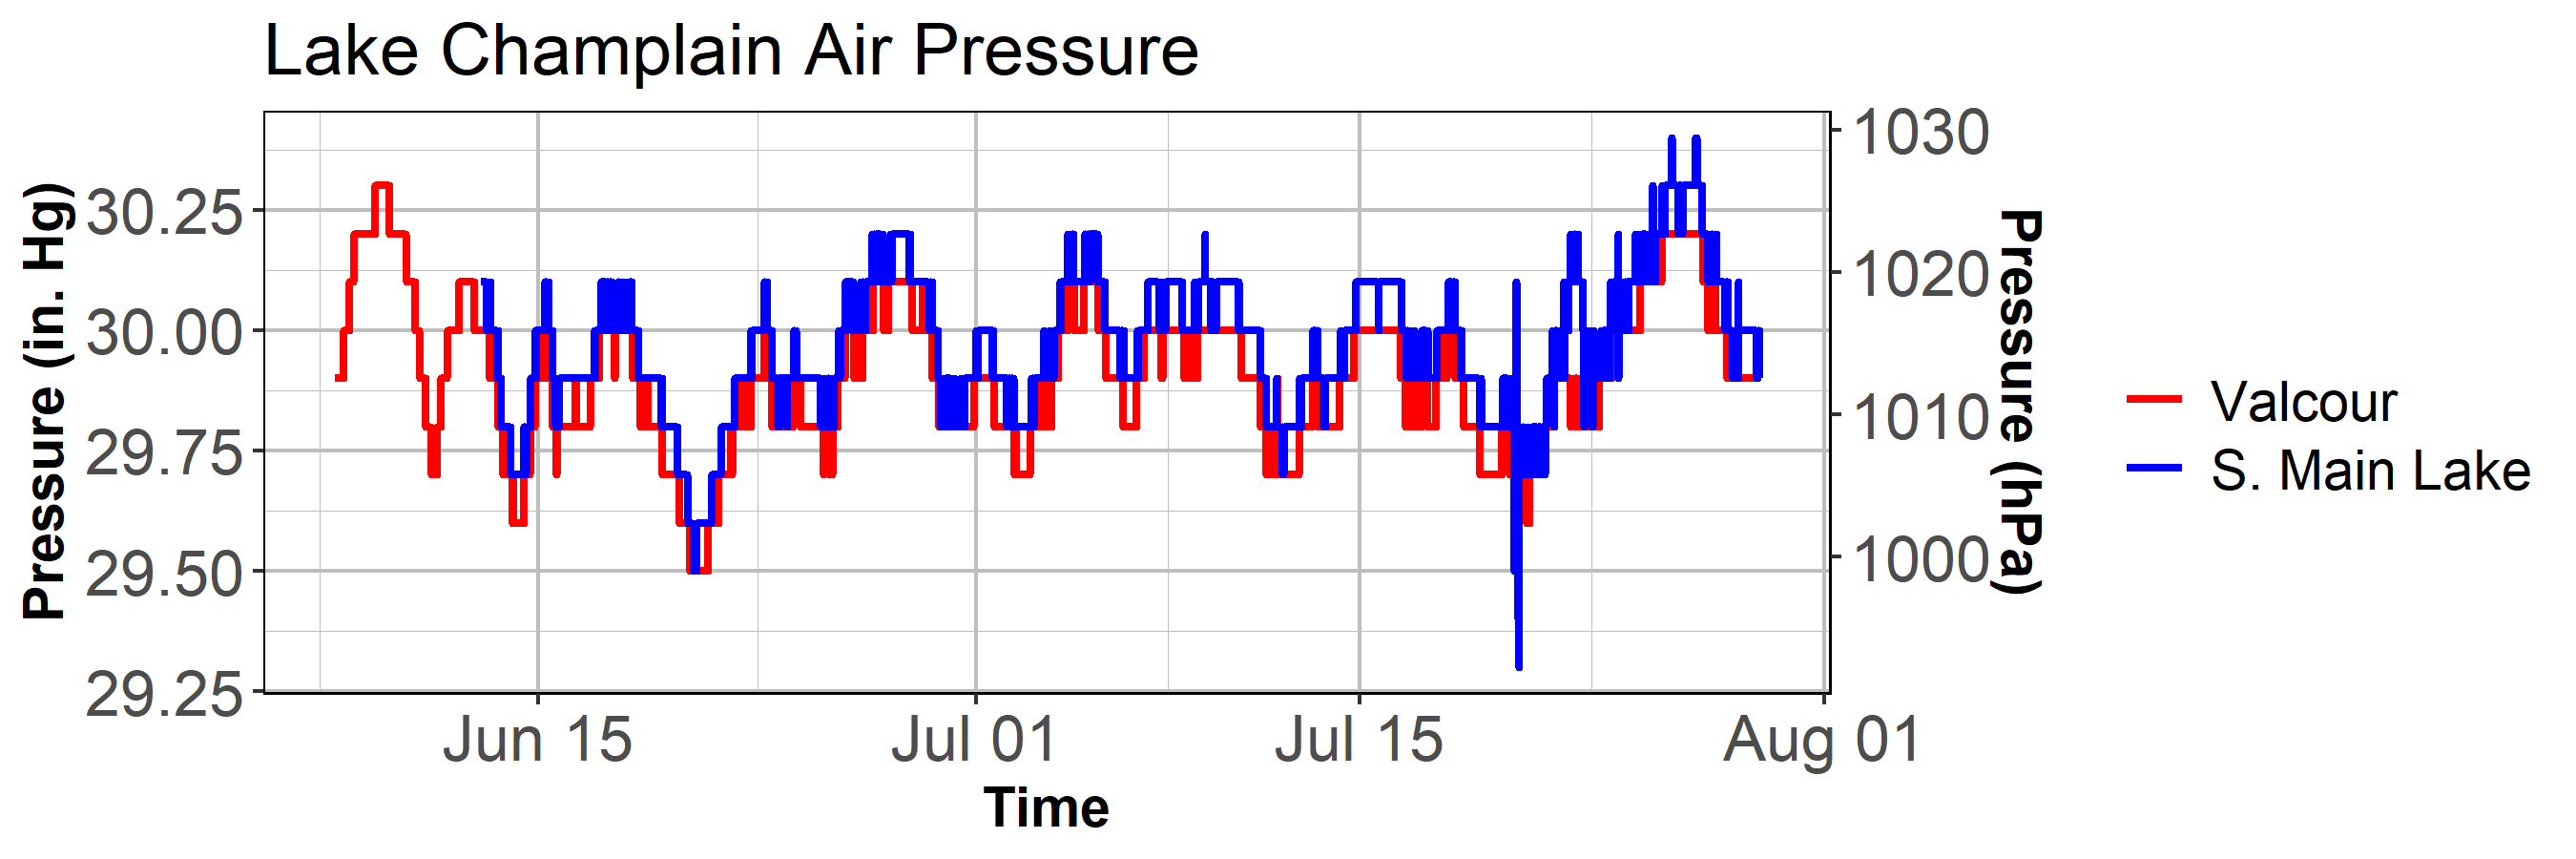 Lake Champlain Air Pressure
Pressure (in. Hg)
30.25
30.00
29.75
29.50
29.25
1030
1020
1010
1000
Pressure (hPa)
Jun 15
Jul 01
Jul 15
Aug 01
Time
Valcour
S. Main Lake